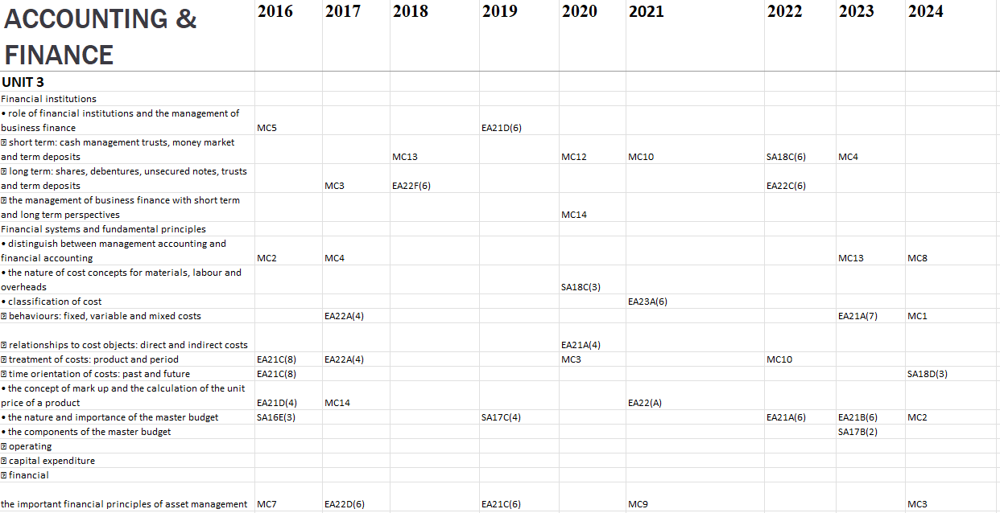 ACCOUNTING & 2016 2017 2018 2019 2020 2021 2022 2023 2024
FINANCE
UNIT 3
Financial institutions
• role of financial institutions and the management of
business finance MC5 EA21D(6)
⍰ short term: cash management trusts, money market
and term deposits MC13 MC12 MC10 SA18C(6) MC4
⍰ long term: shares, debentures, unsecured notes, trusts
and term deposits MC3 EA22F(6) EA22C(6)
⍰ the management of business finance with short term
and long term perspectives MC14
Financial systems and fundamental principles
• distinguish between management accounting and
financial accounting MC2 MC4 MC13 MC8
• the nature of cost concepts for materials, labour and
overheads SA18C(3)
• classification of cost EA23A(6)
⍰ behaviours: fixed, variable and mixed costs EA22A(4) EA21A(7) MC1
⍰ relationships to cost objects: direct and indirect costs EA21A(4)
⍰ treatment of costs: product and period EA21C(8) EA22A(4) MC3 MC10
⍰ time orientation of costs: past and future EA21C(8) SA18D(3)
• the concept of mark up and the calculation of the unit
price of a product EA21D(4) MC14 EA22(A)
• the nature and importance of the master budget SA16E(3) SA17C(4) EA21A(6) EA21B(6) MC2
• the components of the master budget SA17B(2)
⍰ operating
⍰ capital expenditure
⍰ financial
the important financial principles of asset management MC7 EA22D(6) EA21C(6) MC9 MC3